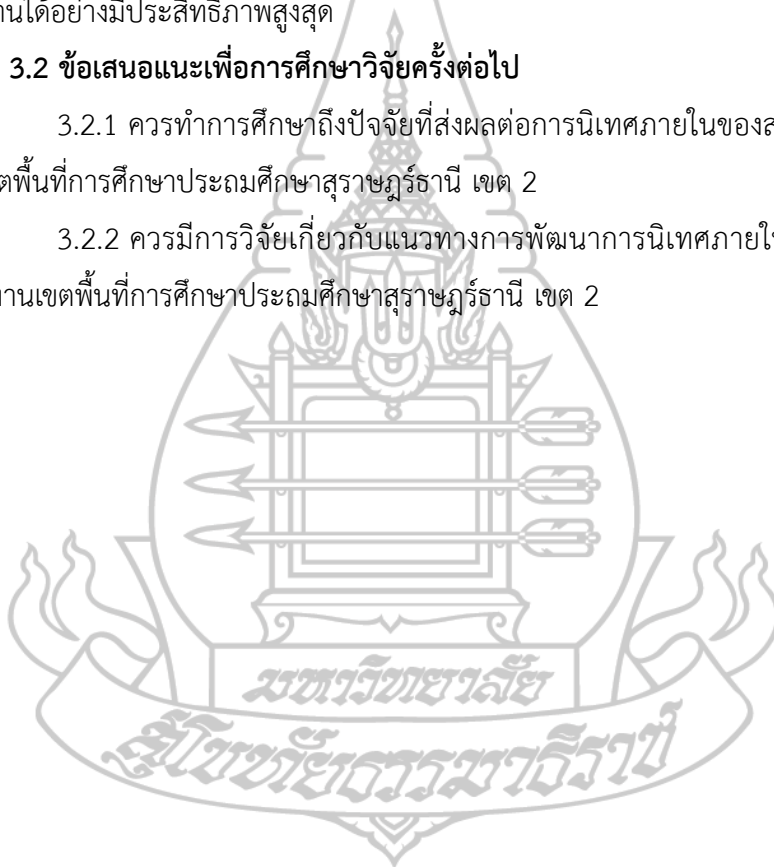 านได้อย่างมีประสิทธิภาพสูงสุด
3.2 ข้อเสนอแนะเพื่อการศึกษาวิจัยครั้งต่อไป
3.2.1 ควรทำการศึกษาถึงปัจจัยที่ส่งผลต่อการนิเทศภายในของส
ตพื้นที่การศึกษาประถมศึกษาสุราษฎร์ธานี เขต 2
3.2.2 ควรมีการวิจัยเกี่ยวกับแนวทางการพัฒนาการนิเทศภายใน
านเขตพื้นที่การศึกษาประถมศึกษาสุราษฎร์ธานี เขต 2
มหาวิทยาลัย
สุโขทัยธรรมาธิราช